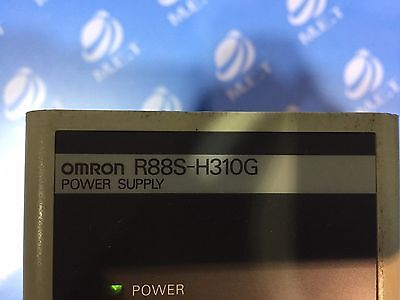 M.E.T
M.E.T
M.E.T
omron R88S-H310G
POWER SUPPLY
POWER